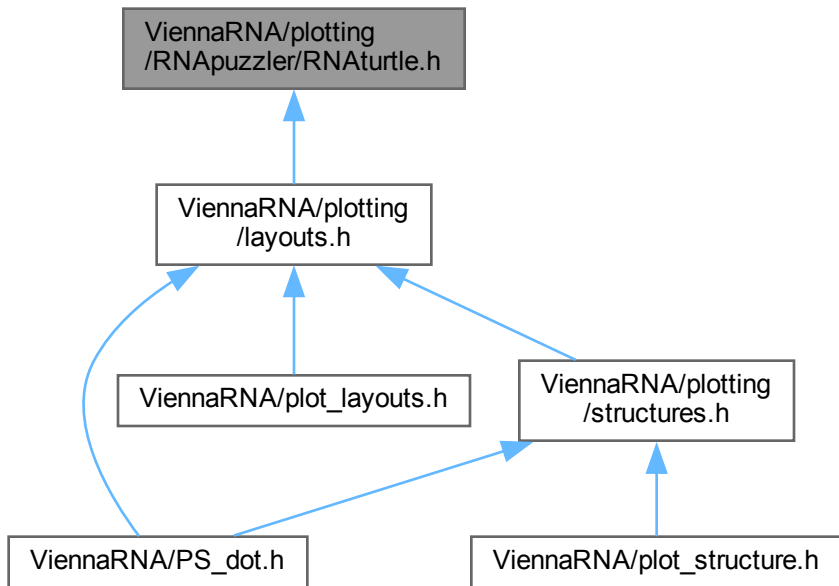 ViennaRNA/plotting
/RNApuzzler/RNAturtle.h
ViennaRNA/plotting
/layouts.h
ViennaRNA/plot_layouts.h
ViennaRNA/plotting
/structures.h
ViennaRNA/PS_dot.h
ViennaRNA/plot_structure.h